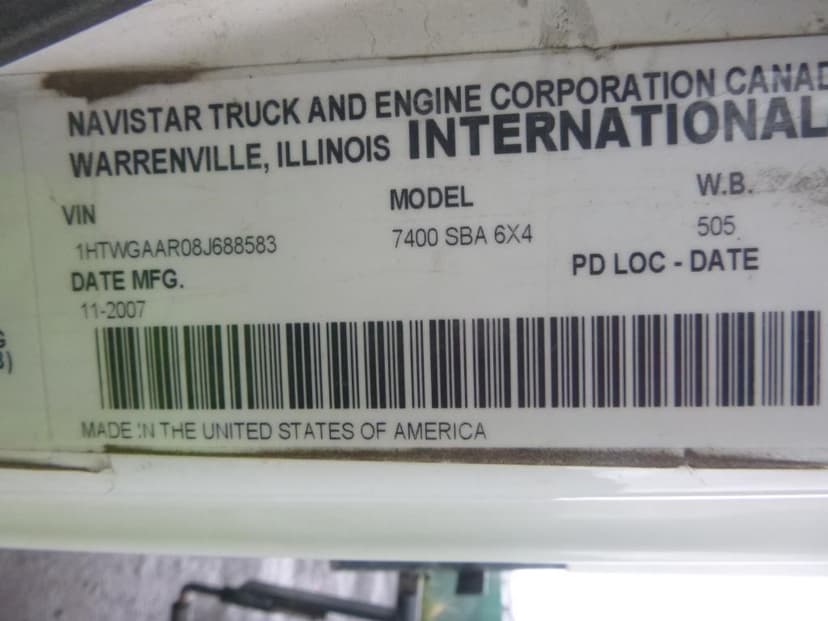 NAVISTAR TRUCK AND ENGINE CORPORATION CANAD
WARRENVILLE, ILLINOIS INTERNATIONAL
VIN MODEL W.B.
1HTWGAAR08J688583 7400 SBA 6X4 505
DATE MFG. PD LOC - DATE
11-2007
MADE IN THE UNITED STATES OF AMERICA